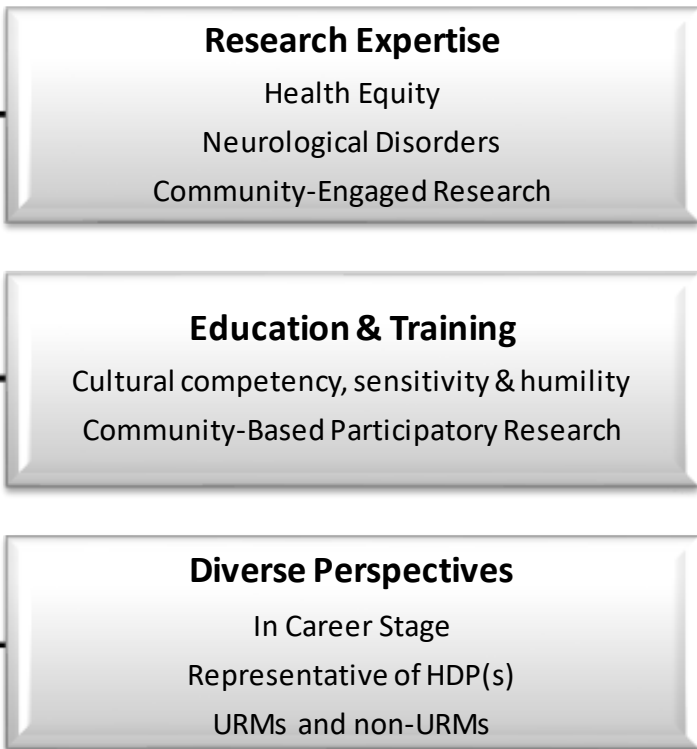 Research Expertise
Health Equity
Neurological Disorders
Community-Engaged Research
Education & Training
Cultural competency, sensitivity & humility
Community-Based Participatory Research
Diverse Perspectives
In Career Stage
Representative of HDP(s)
URMs and non-URMs